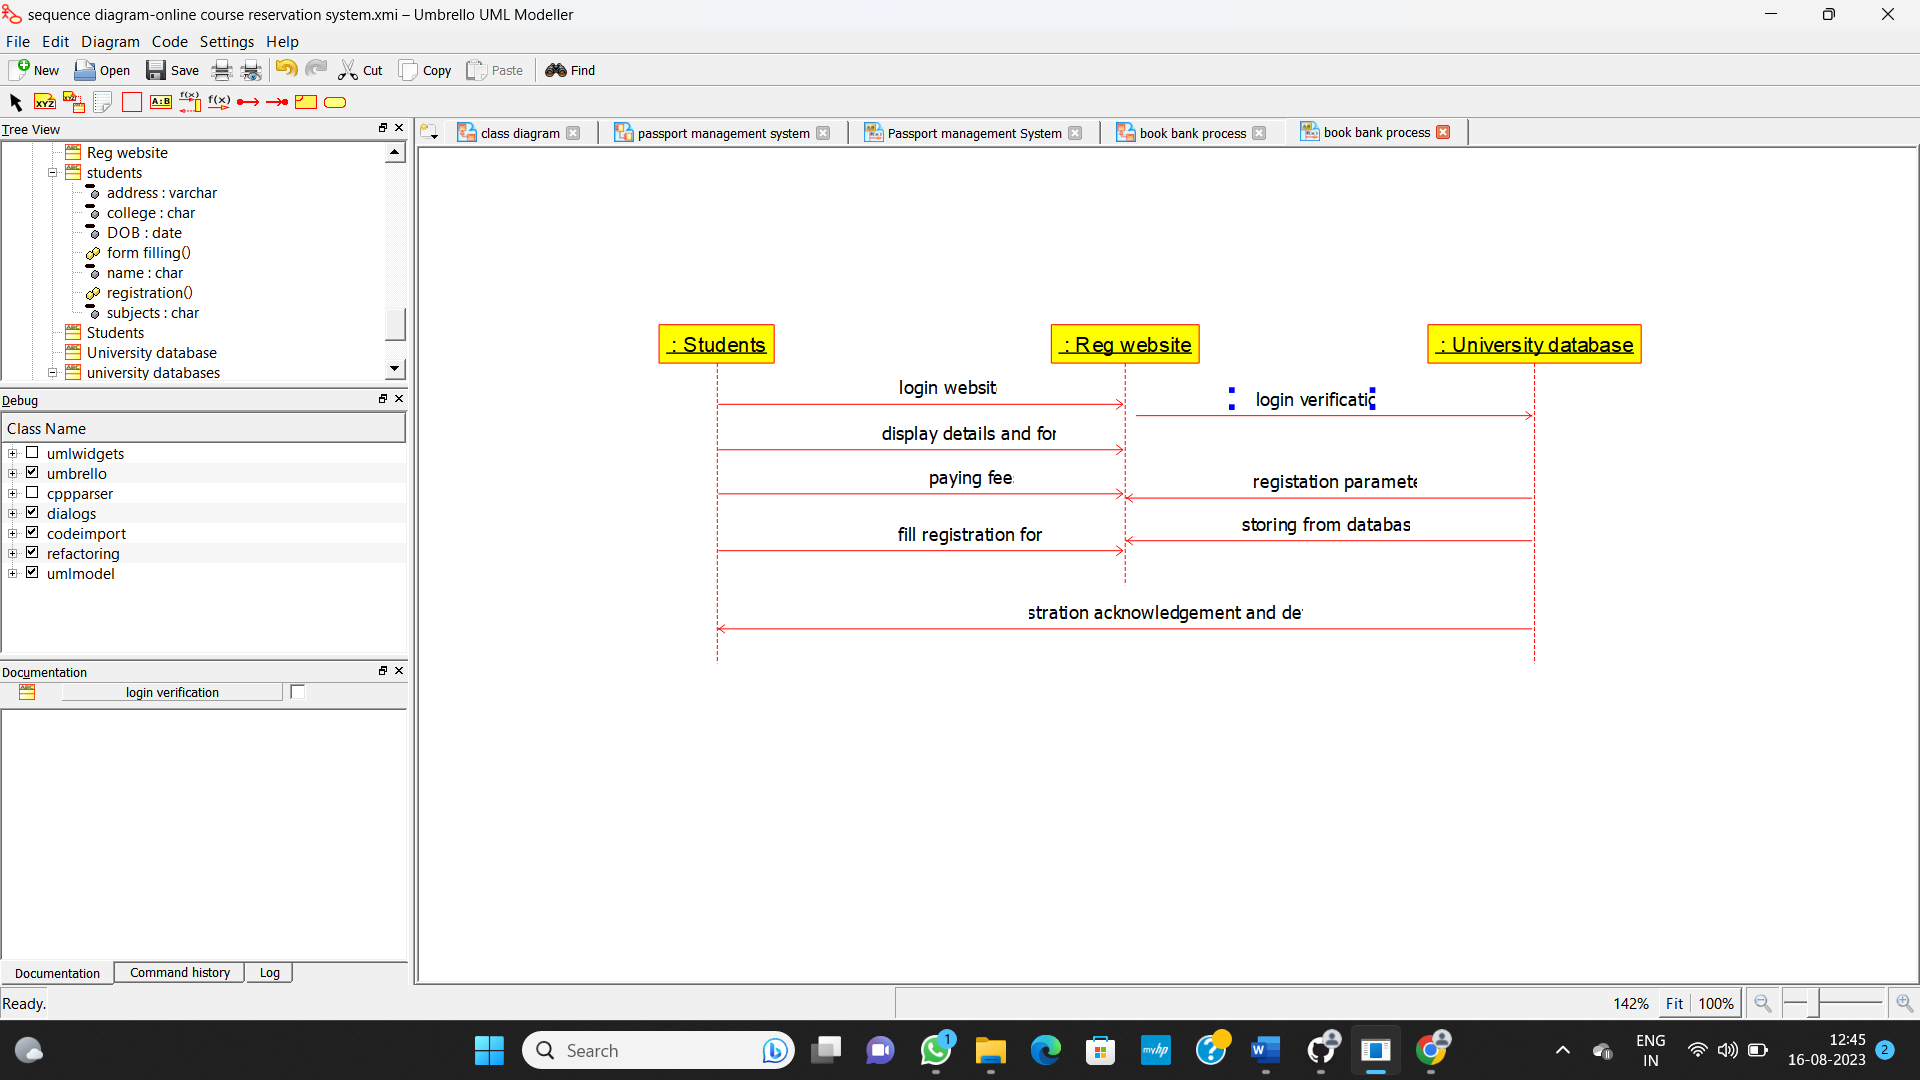 sequence diagram-online course reservation system.xmi – Umbrello UML Modeller
File Edit Diagram Code Settings Help
New Open Save Cut Copy Paste Find
XYZ XYZ A:B f(x) f(x)
Tree View
class diagram passport management system Passport management System book bank process book bank process
Reg website
students
address : varchar
college : char
DOB : date
form filling()
name : char
registration()
subjects : char
Students
University database
university databases
: Students : Reg website : University database
login websit
login verificatio
display details and for
paying fee
registation paramete
storing from databas
fill registration for
stration acknowledgement and de
Debug
Class Name
umlwidgets
umbrello
cppparser
dialogs
codeimport
refactoring
umlmodel
Documentation
login verification
Documentation Command history Log
Ready. 142% Fit 100%
Search 1 myhp ENG IN 12:45 16-08-2023 2